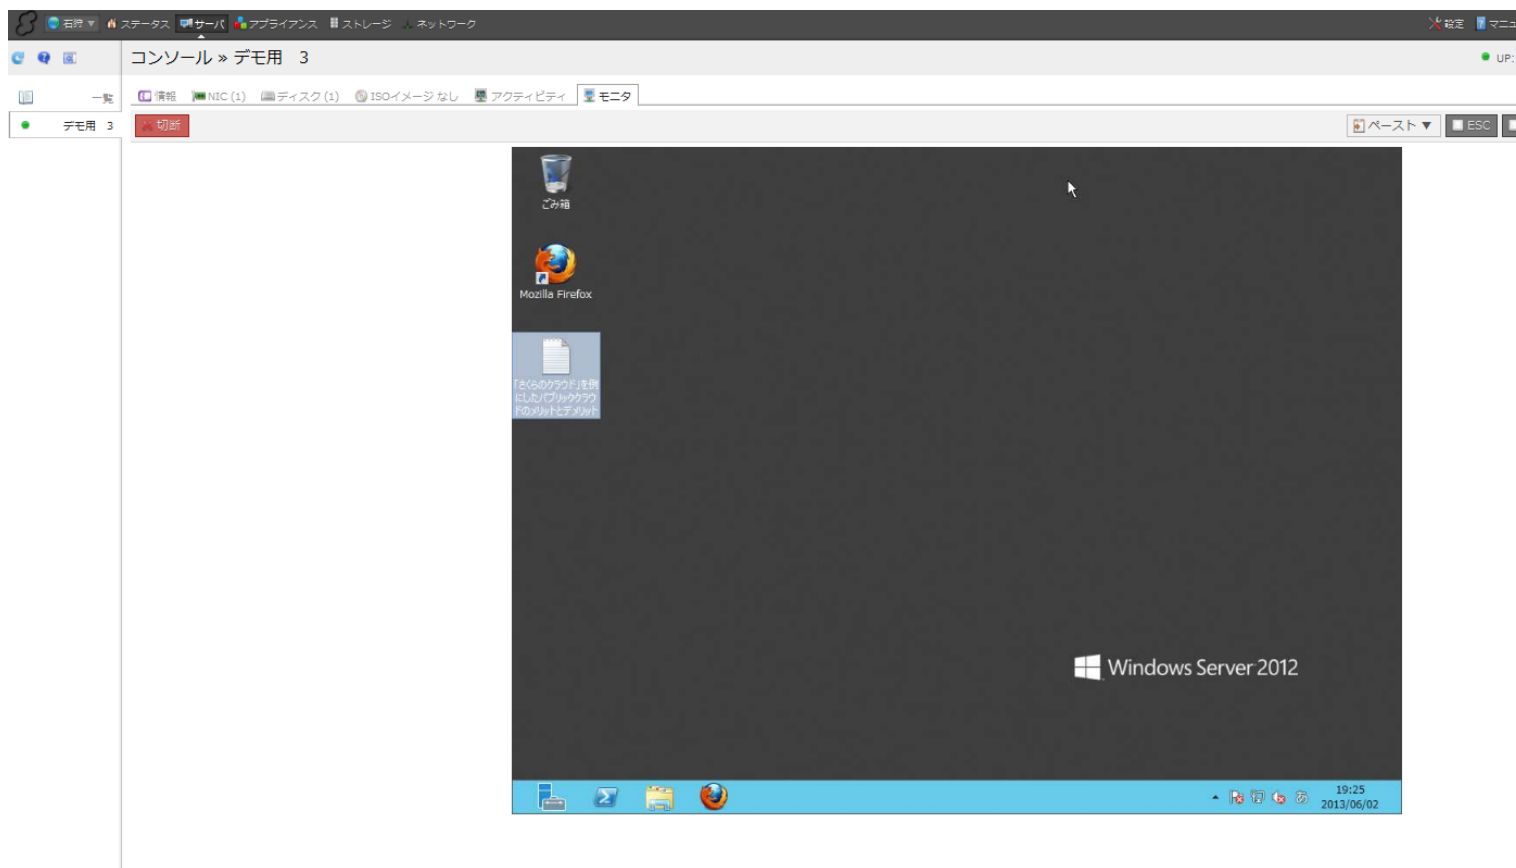 石狩 ▼ ステータス サーバ アプライアンス ストレージ ネットワーク 設定 マニュ
コンソール » デモ用 3
UP:
一覧
情報 NIC (1) ディスク (1) ISOイメージ なし アクティビティ モニタ
デモ用 3
切断
ペースト ▼ ESC
ごみ箱
Mozilla Firefox
「さくらのクラウド」を例
にしたパブリッククラウ
ドのメリットとデメリット
Windows Server 2012
あ
19:25
2013/06/02